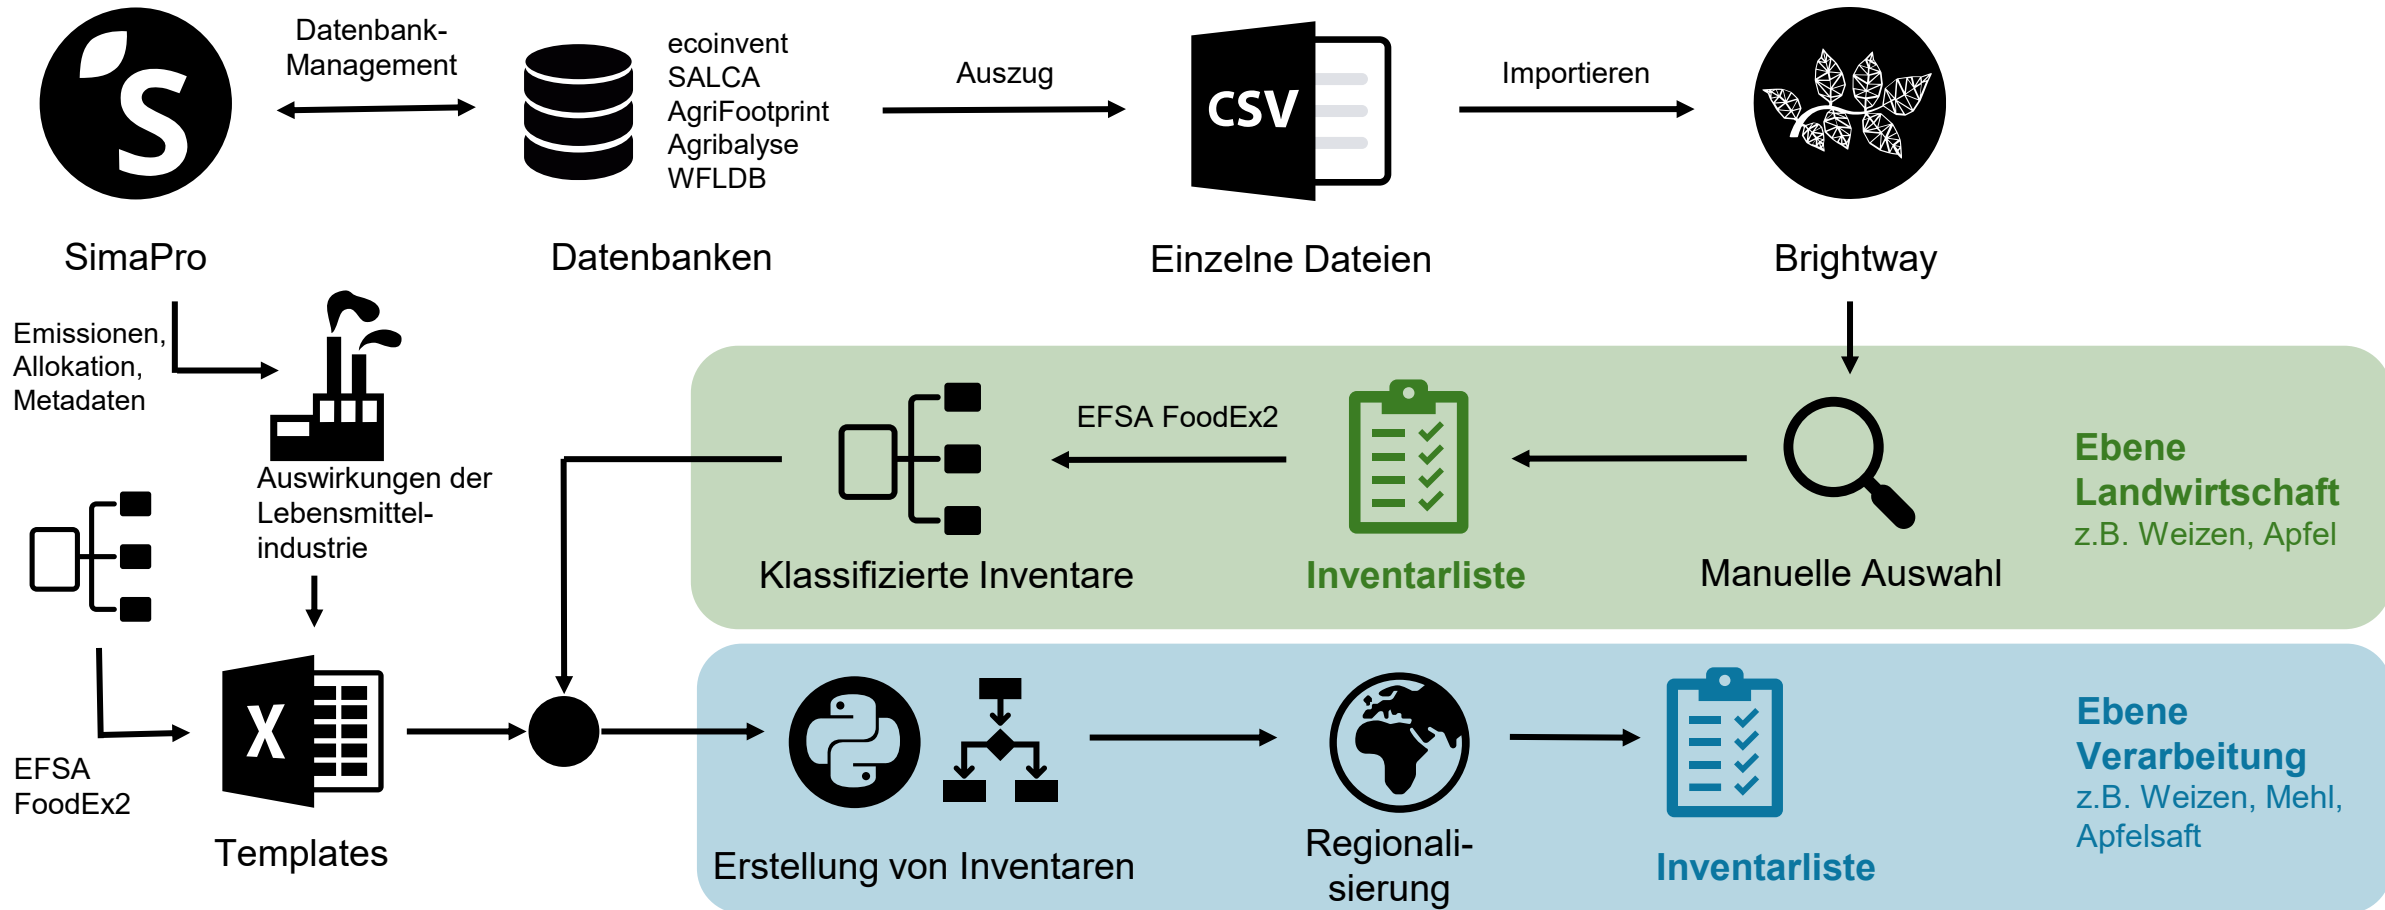 Datenbank-
Management
ecoinvent
SALCA
AgriFootprint
Agribalyse
WFLDB
Auszug
CSV
Importieren
S
SimaPro
Datenbanken
Einzelne Dateien
Brightway
Emissionen,
Allokation,
Metadaten
Auswirkungen der
Lebensmittel-
industrie
EFSA FoodEx2
Klassifizierte Inventare
Inventarliste
Manuelle Auswahl
Ebene
Landwirtschaft
z.B. Weizen, Apfel
EFSA
FoodEx2
X
Templates
Erstellung von Inventaren
Regionali-
sierung
Inventarliste
Ebene
Verarbeitung
z.B. Weizen, Mehl,
Apfelsaft